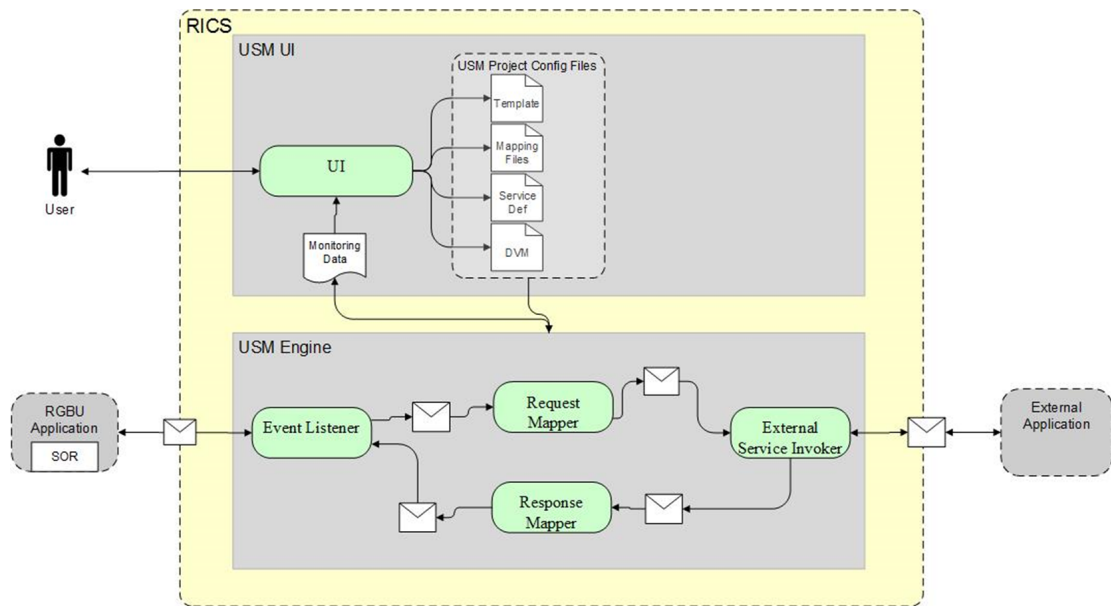 RICS
USM UI
USM Project Config Files
Template
Mapping
Files
Service
Def
DVM
UI
User
Monitoring
Data
USM Engine
RGBU
Application
SOR
Event Listener
Request
Mapper
External
Service Invoker
Response
Mapper
External
Application